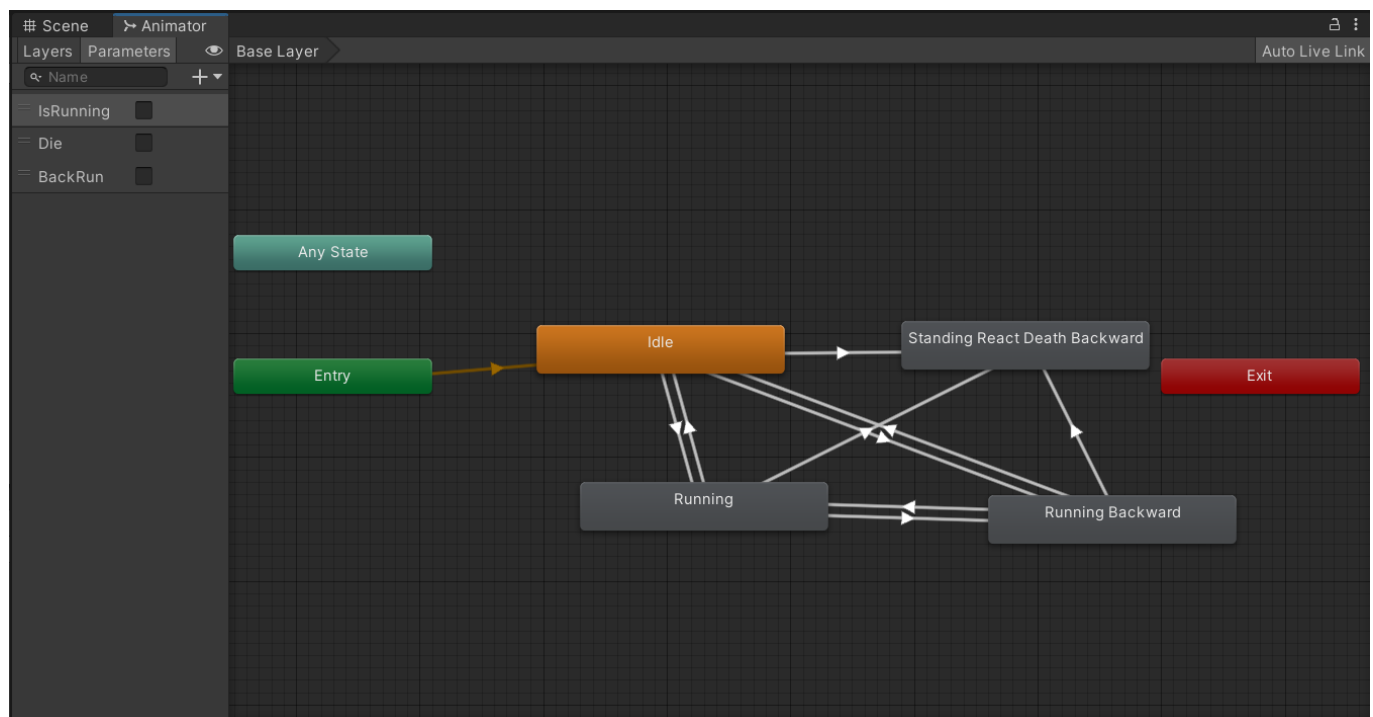 Scene
Animator
Layers Parameters
Base Layer
Auto Live Link
Name
IsRunning
Die
BackRun
Any State
Idle
Standing React Death Backward
Entry
Exit
Running
Running Backward